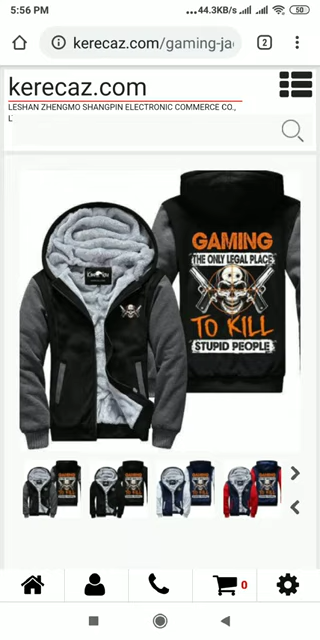 5:56 PM
...44.3KB/s
50
kerecaz.com/gaming-ja
2
kerecaz.com
LESHAN ZHENGMO SHANGPIN ELECTRONIC COMMERCE CO.,
L
GAMING
THE ONLY LEGAL PLACE
TO KILL
STUPID PEOPLE
0